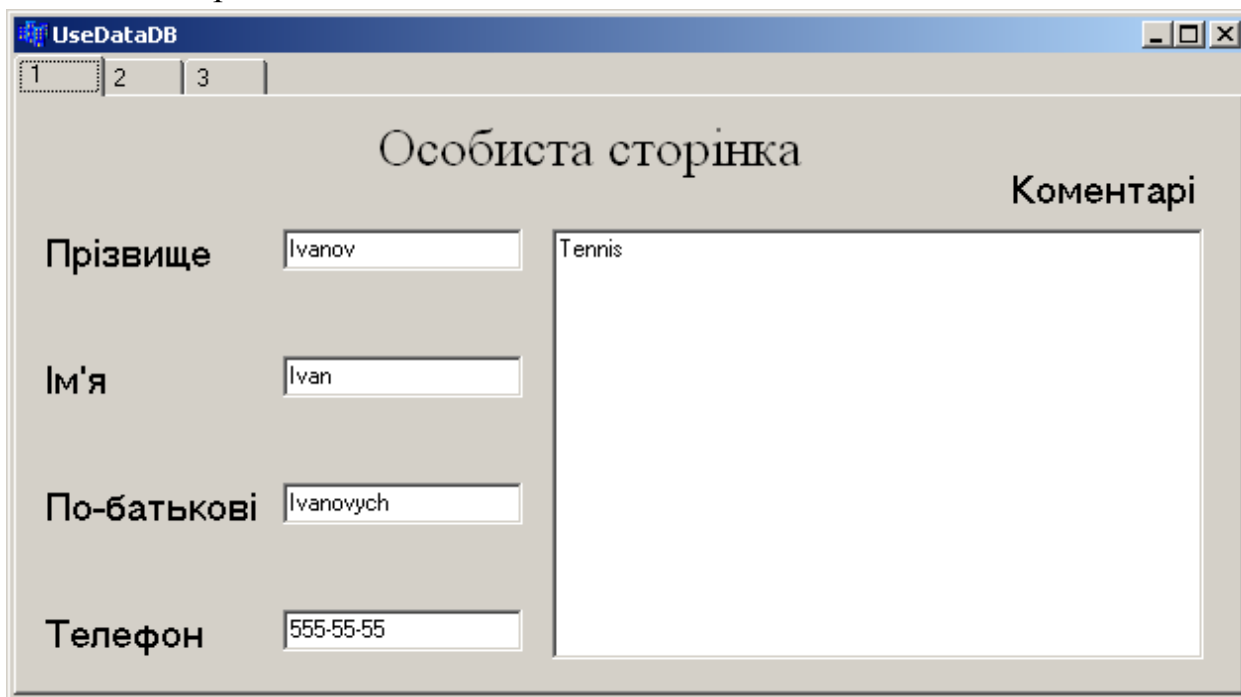 UseDataDB
1 2 3
Особиста сторінка
Коментарі
Прізвище Ivanov Tennis
Ім'я Ivan
По-батькові Ivanovych
Телефон 555-55-55